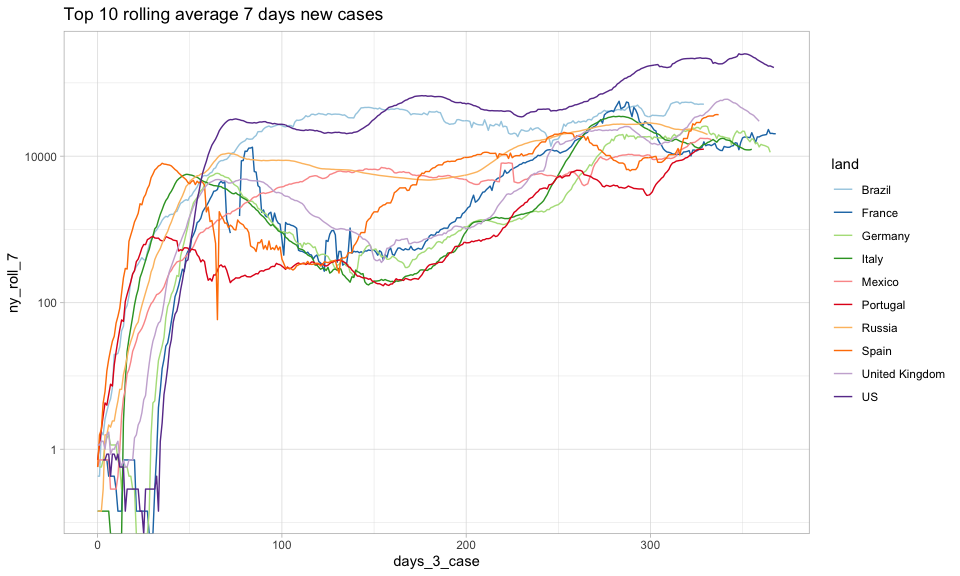 Top 10 rolling average 7 days new cases
ny_roll_7
10000
100
1
0
100
200
300
days_3_case
land
Brazil
France
Germany
Italy
Mexico
Portugal
Russia
Spain
United Kingdom
US